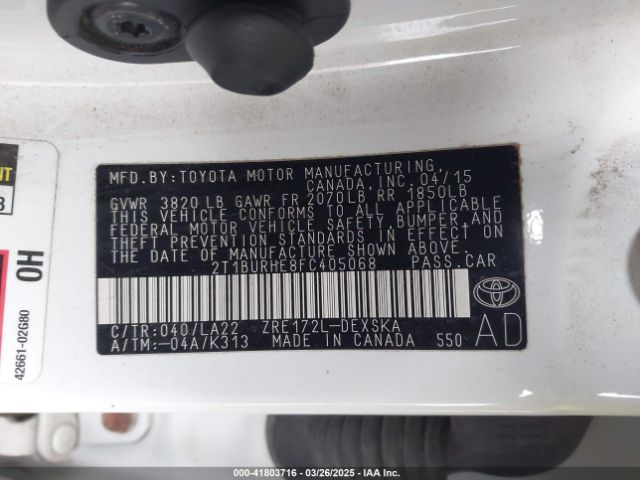 MFD.BY:TOYOTA MOTOR MANUFACTURING
CANADA, INC. 04/15
GVWR 3820 LB GAWR FR 2070LB RR 1850LB
THIS VEHICLE CONFORMS TO ALL APPLICABLE
FEDERAL MOTOR VEHICLE SAFETY, BUMPER, AND
THEFT PREVENTION STANDARDS IN EFFECT ON
THE DATE OF MANUFACTURE SHOWN ABOVE.
2T1BURHE8FC405068 PASS.CAR
C/TR:040/LA22 ZRE172L-DEXSKA
A/TM:-04A/K313 MADE IN CANADA 550
AD
OH
42661-02G80
000-41803716 - 03/26/2025 - IAA Inc.